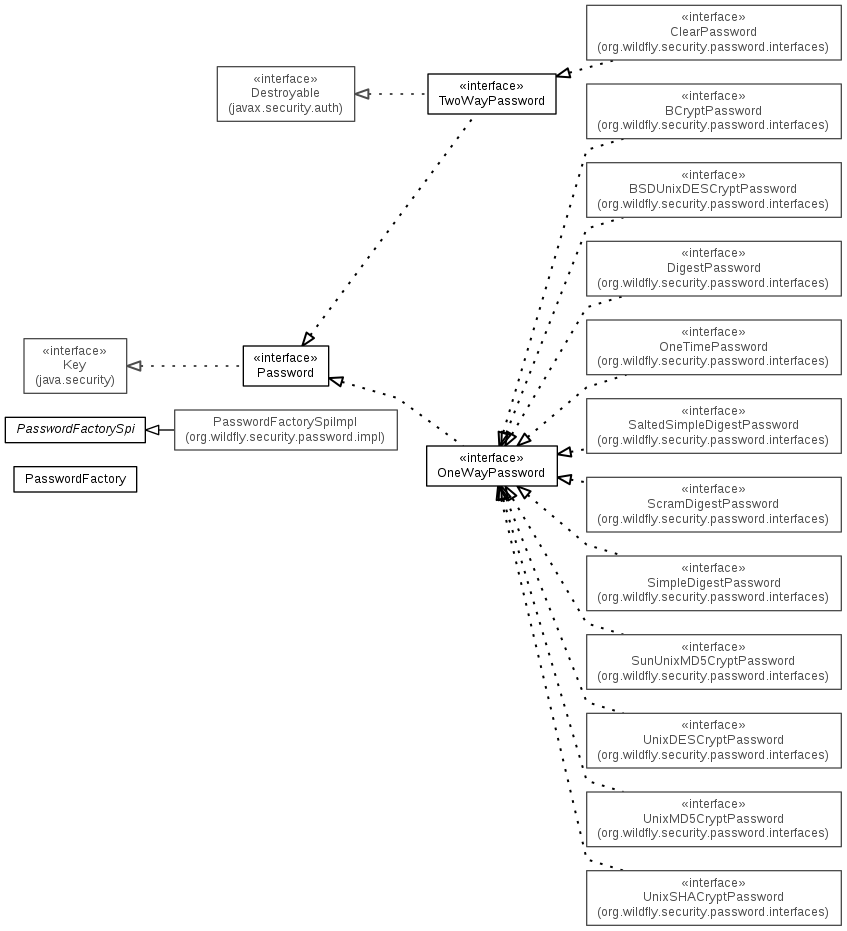 «interface»
ClearPassword
(org.wildfly.security.password.interfaces)
«interface»
Destroyable
(javax.security.auth)
«interface»
TwoWayPassword
«interface»
BCryptPassword
(org.wildfly.security.password.interfaces)
«interface»
BSDUnixDESCryptPassword
(org.wildfly.security.password.interfaces)
«interface»
DigestPassword
(org.wildfly.security.password.interfaces)
«interface»
OneTimePassword
(org.wildfly.security.password.interfaces)
«interface»
Key
(java.security)
«interface»
Password
PasswordFactorySpi
PasswordFactorySpiImpl
(org.wildfly.security.password.impl)
«interface»
SaltedSimpleDigestPassword
(org.wildfly.security.password.interfaces)
PasswordFactory
«interface»
OneWayPassword
«interface»
ScramDigestPassword
(org.wildfly.security.password.interfaces)
«interface»
SimpleDigestPassword
(org.wildfly.security.password.interfaces)
«interface»
SunUnixMD5CryptPassword
(org.wildfly.security.password.interfaces)
«interface»
UnixDESCryptPassword
(org.wildfly.security.password.interfaces)
«interface»
UnixMD5CryptPassword
(org.wildfly.security.password.interfaces)
«interface»
UnixSHACryptPassword
(org.wildfly.security.password.interfaces)